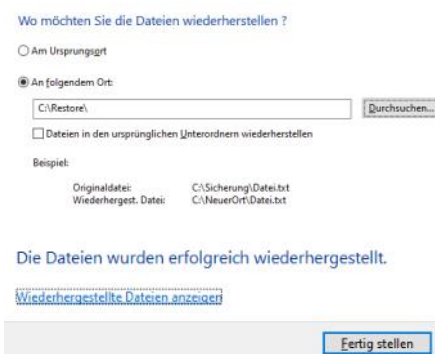 Wo möchten Sie die Dateien wiederherstellen ?
Am Ursprungsort
An folgendem Ort:
C:\Restore\
Durchsuchen...
Dateien in den ursprünglichen Unterordnern wiederherstellen
Beispiel:
Originaldatei: C:\Sicherung\Datei.txt
Wiederhergest. Datei: C:\NeuerOrt\Datei.txt
Die Dateien wurden erfolgreich wiederhergestellt.
Wiederhergestellte Dateien anzeigen
Fertig stellen